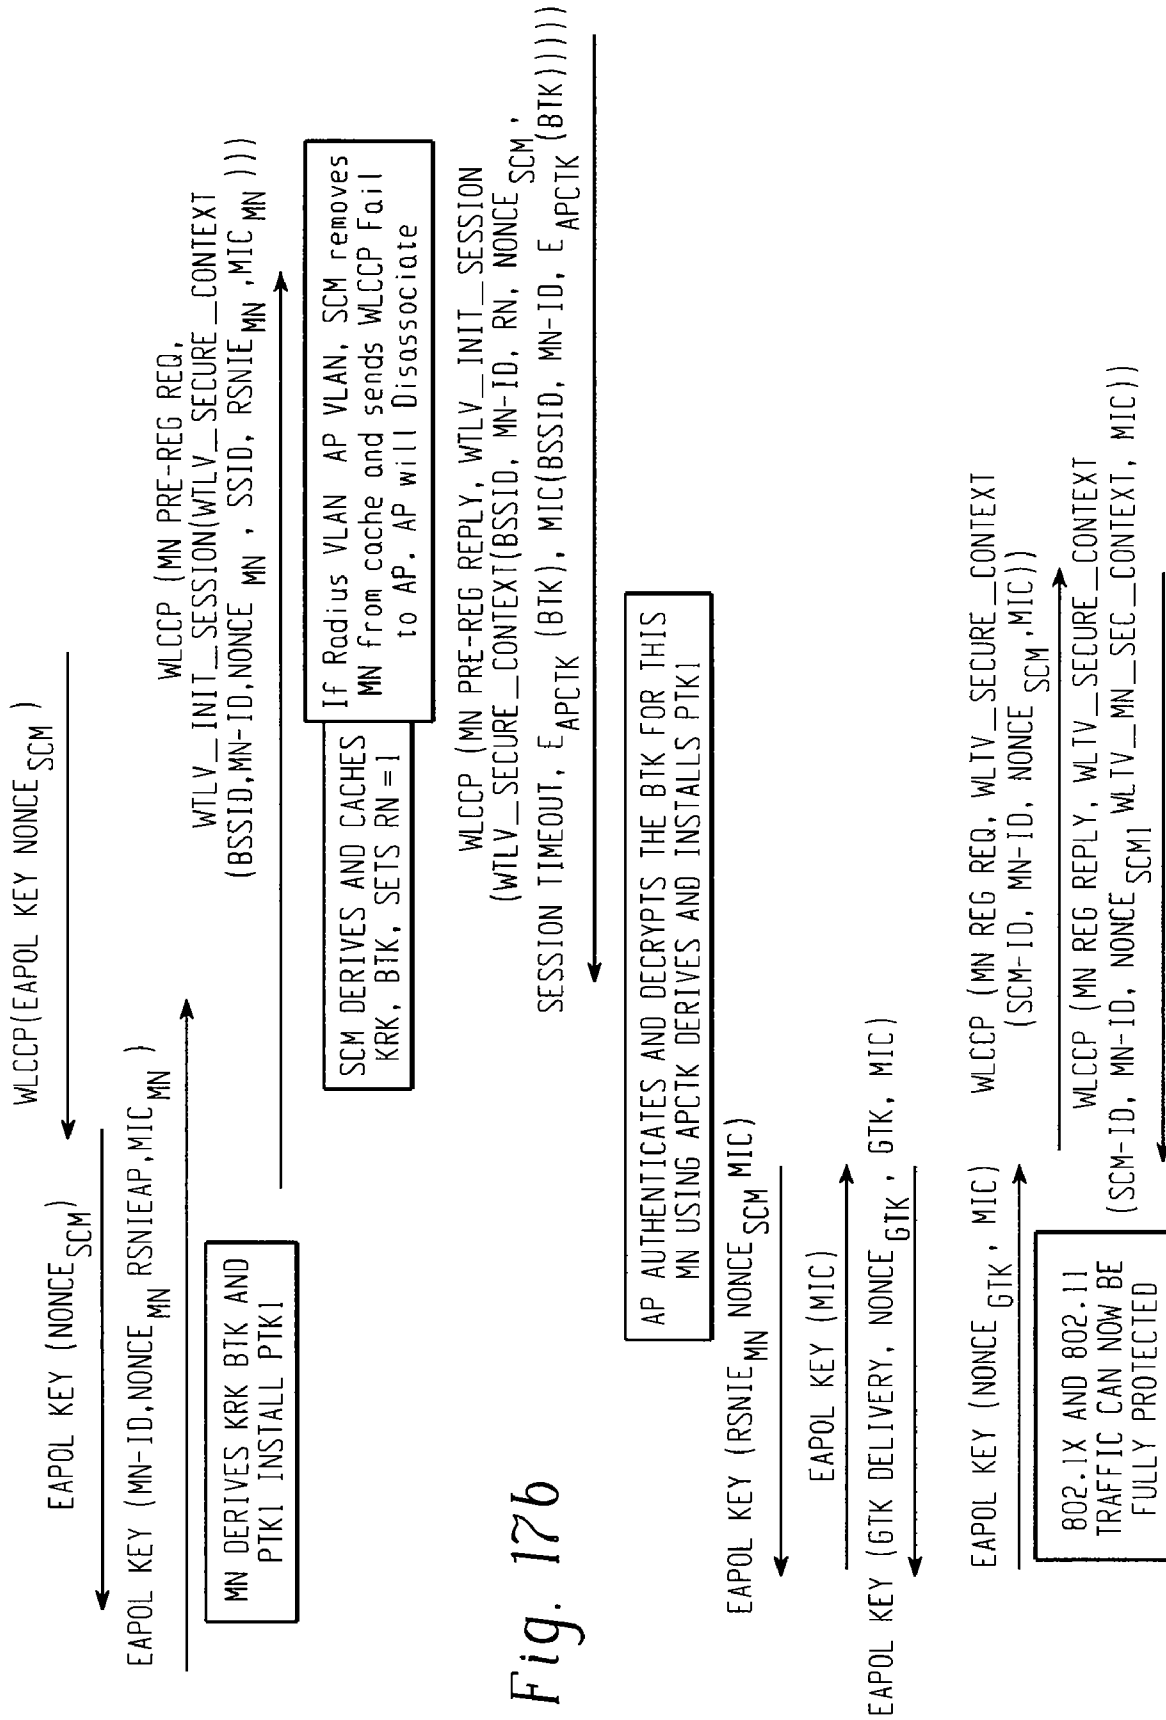 WLCCP(EAPOL KEY NONCE SCM )
EAPOL KEY (NONCE SCM)
EAPOL KEY (MN-ID,NONCE MN RSNIEAP,MIC MN )
MN DERIVES KRK BTK AND
PTK1 INSTALL PTK1
WLCCP (MN PRE-REG REQ,
WTLV_INIT_SESSION(WTLV_SECURE_CONTEXT
(BSSID,MN-ID,NONCE MN , SSID, RSNIE MN ,MIC MN )))
SCM DERIVES AND CACHES
KRK, BTK, SETS RN=1
If Radius VLAN AP VLAN, SCM removes
MN from cache and sends WLCCP Fail
to AP. AP will Disassociate
WLCCP (MN PRE-REG REPLY, WTLV_INIT_SESSION
(WTLV_SECURE_CONTEXT(BSSID, MN-ID, RN, NONCE SCM,
SESSION TIMEOUT, E APCTK (BTK), MIC(BSSID, MN-ID, E APCTK (BTK)))))
AP AUTHENTICATES AND DECRYPTS THE BTK FOR THIS
MN USING APCTK DERIVES AND INSTALLS PTK1
EAPOL KEY (RSNIE MN NONCE SCM MIC)
EAPOL KEY (MIC)
EAPOL KEY (GTK DELIVERY, NONCE GTK , GTK, MIC)
EAPOL KEY (NONCE GTK, MIC)
802.1X AND 802.11
TRAFFIC CAN NOW BE
FULLY PROTECTED
WLCCP (MN REG REQ, WLTV_SECURE_CONTEXT
(SCM-ID, MN-ID, NONCE SCM,MIC))
WLCCP (MN REG REPLY, WLTV_SECURE_CONTEXT
(SCM-ID, MN-ID, NONCE SCM1 WLTV_MN_SEC_CONTEXT, MIC))
Fig. 17b